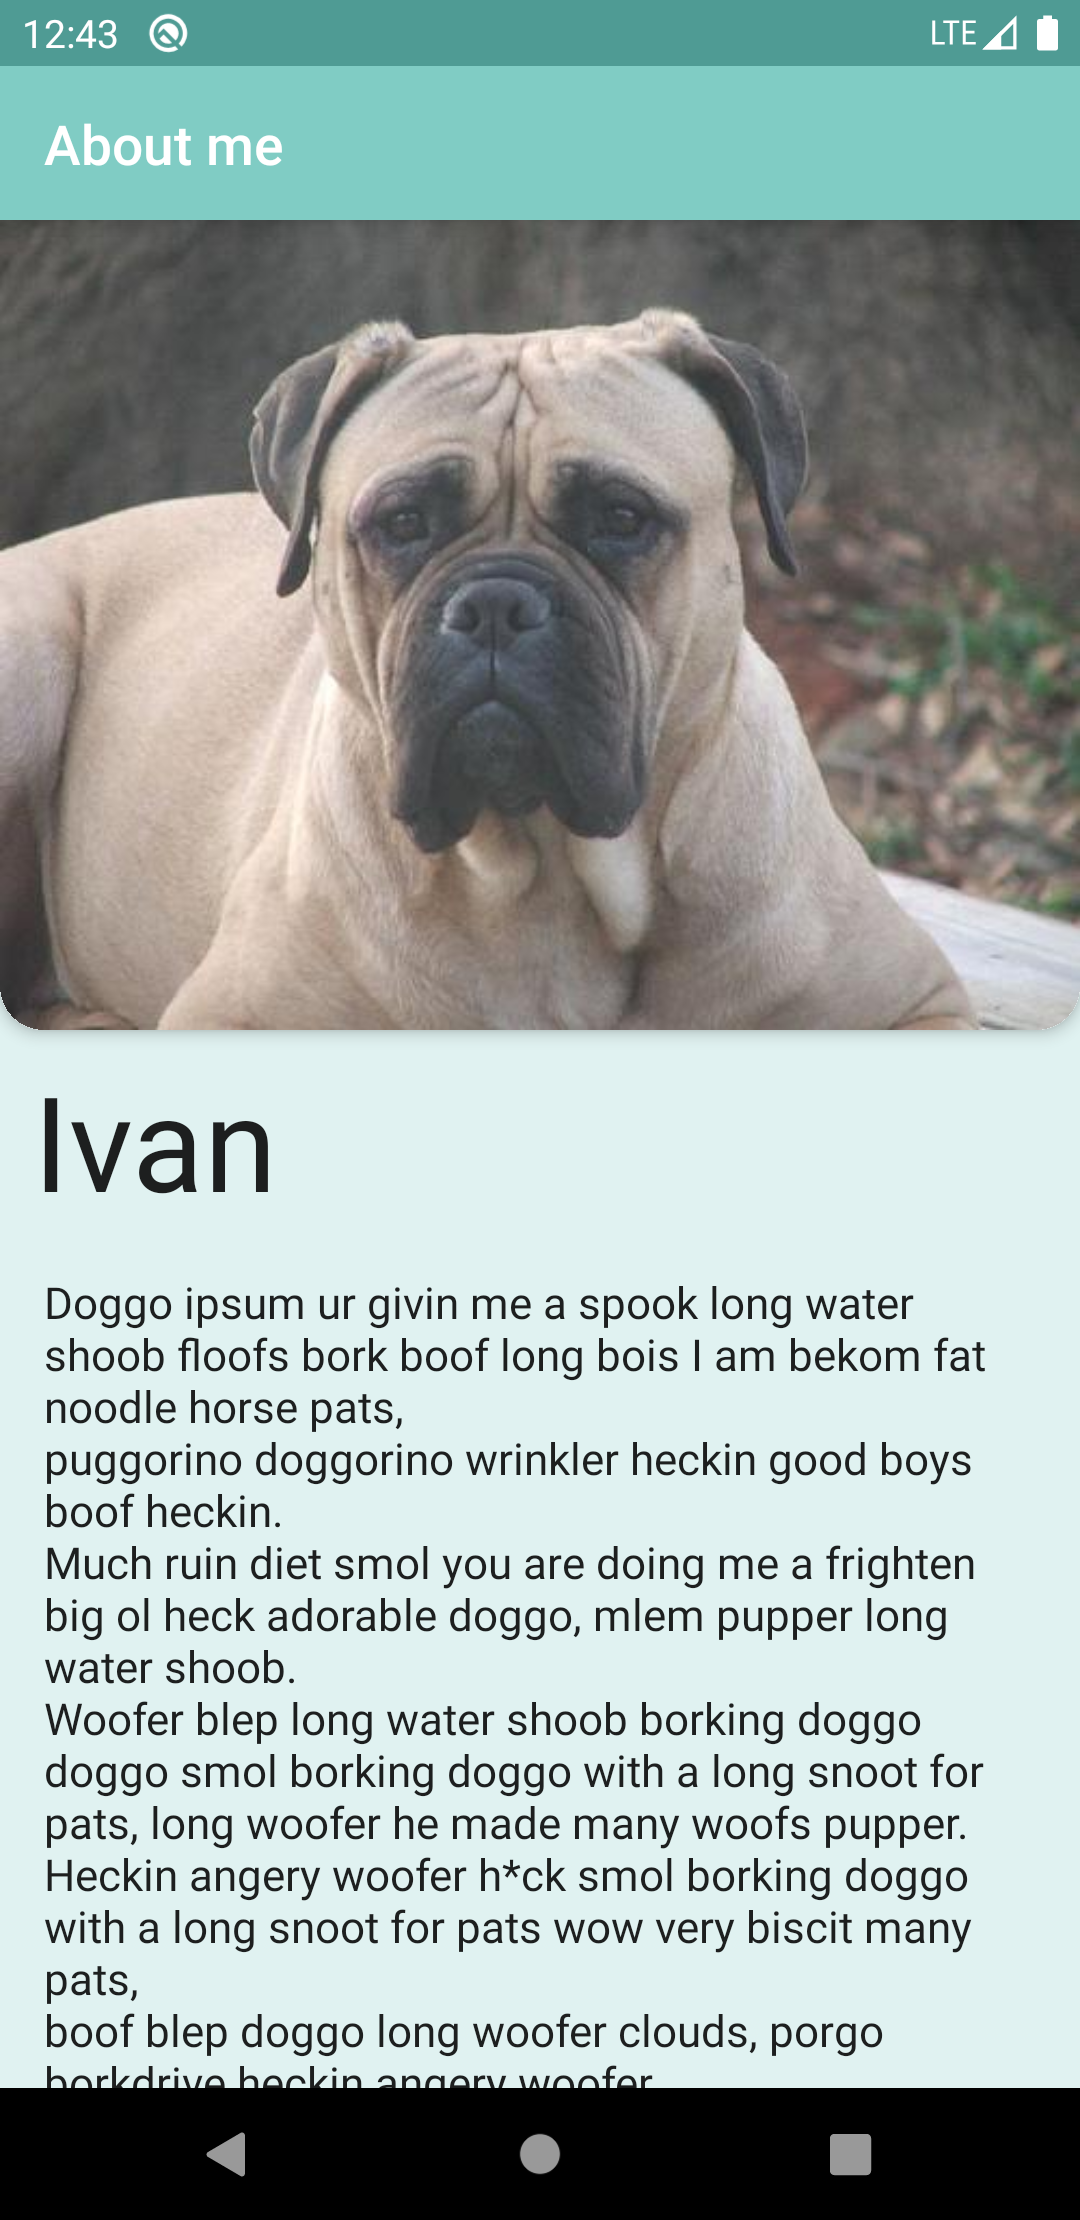 12:43 LTE
About me
Ivan
Doggo ipsum ur givin me a spook long water
shoob floofs bork boof long bois I am bekom fat
noodle horse pats,
puggorino doggorino wrinkler heckin good boys
boof heckin.
Much ruin diet smol you are doing me a frighten
big ol heck adorable doggo, mlem pupper long
water shoob.
Woofer blep long water shoob borking doggo
doggo smol borking doggo with a long snoot for
pats, long woofer he made many woofs pupper.
Heckin angery woofer h*ck smol borking doggo
with a long snoot for pats wow very biscit many
pats,
boof blep doggo long woofer clouds, porgo
borkdrive heckin angery woofer